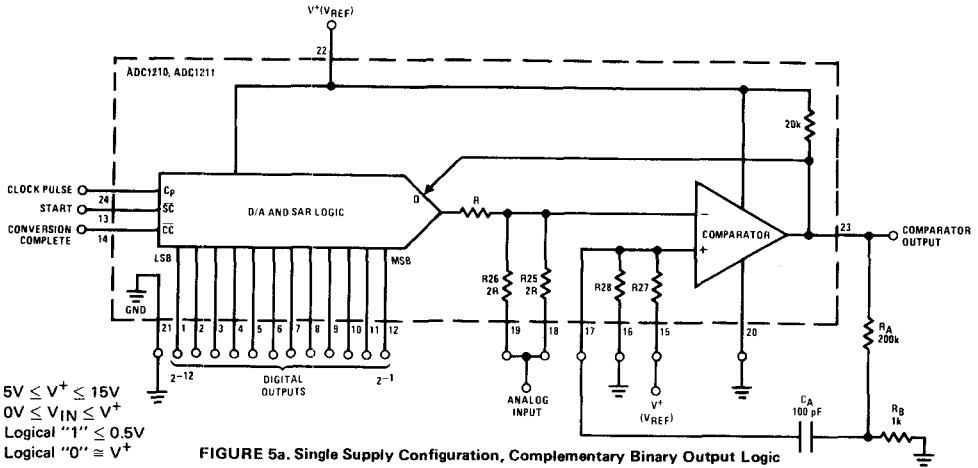 V+(VREF)
22
ADC1210, ADC1211
20k
CLOCK PULSE
24
CP
START
13
SC
CONVERSION COMPLETE
14
CC
D/A AND SAR LOGIC
D
R
LSB
MSB
GND
21
1
2
3
4
5
6
7
8
9
10
11
12
2-12
2-1
DIGITAL OUTPUTS
R26
2R
R25
2R
19
18
ANALOG INPUT
−
+
COMPARATOR
23
COMPARATOR OUTPUT
R28
R27
17
16
15
20
V+
(VREF)
RA
200k
CA
100 pF
RB
1k
5V ≤ V+ ≤ 15V
0V ≤ VIN ≤ V+
Logical "1" ≤ 0.5V
Logical "0" ≅ V+
FIGURE 5a. Single Supply Configuration, Complementary Binary Output Logic